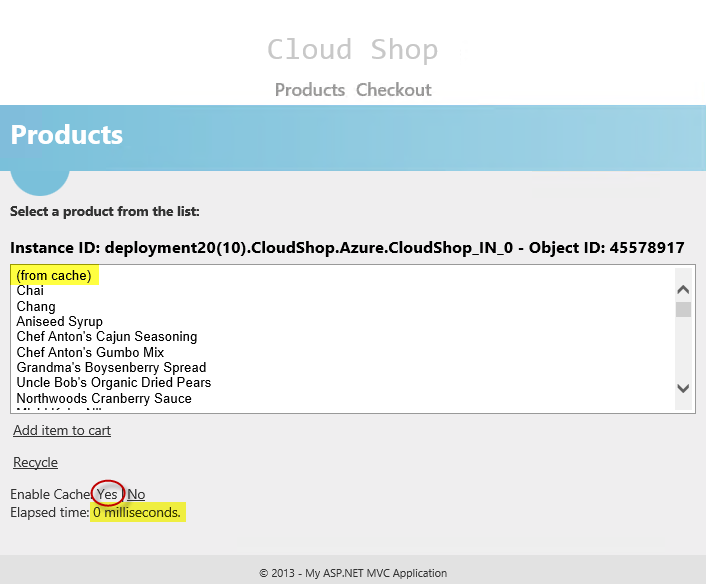 Cloud Shop
Products Checkout
Products
Select a product from the list:
Instance ID: deployment20(10).CloudShop.Azure.CloudShop_IN_0 - Object ID: 45578917
(from cache)
Chai
Chang
Aniseed Syrup
Chef Anton's Cajun Seasoning
Chef Anton's Gumbo Mix
Grandma's Boysenberry Spread
Uncle Bob's Organic Dried Pears
Northwoods Cranberry Sauce
Add item to cart
Recycle
Enable Cache: Yes | No
Elapsed time: 0 milliseconds.
© 2013 - My ASP.NET MVC Application